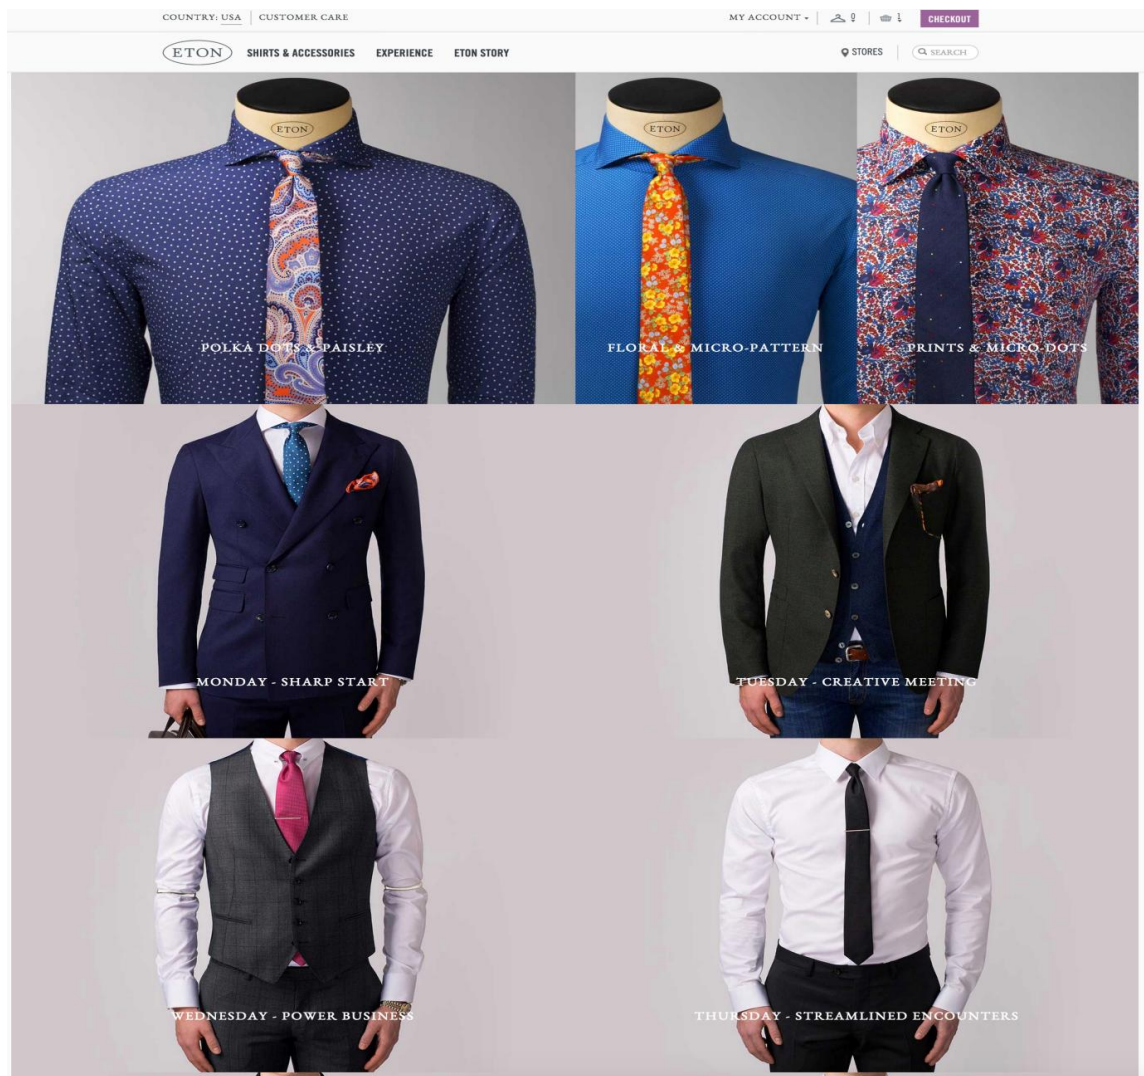 COUNTRY: USA CUSTOMER CARE MY ACCOUNT 0 1 CHECKOUT
ETON SHIRTS & ACCESSORIES EXPERIENCE ETON STORY STORES SEARCH
ETON ETON ETON
POLKA DOTS & PAISLEY FLORAL & MICRO-PATTERN PRINTS & MICRO-DOTS
MONDAY - SHARP START TUESDAY - CREATIVE MEETING
WEDNESDAY - POWER BUSINESS THURSDAY - STREAMLINED ENCOUNTERS